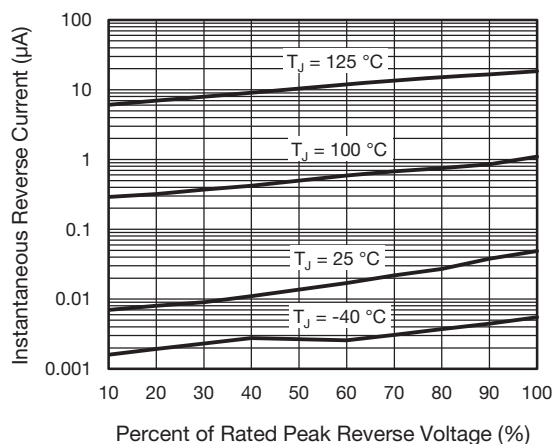 Instantaneous Reverse Current (μA)
100
10
1
0.1
0.01
0.001
TJ = 125 °C
TJ = 100 °C
TJ = 25 °C
TJ = -40 °C
10 20 30 40 50 60 70 80 90 100
Percent of Rated Peak Reverse Voltage (%)